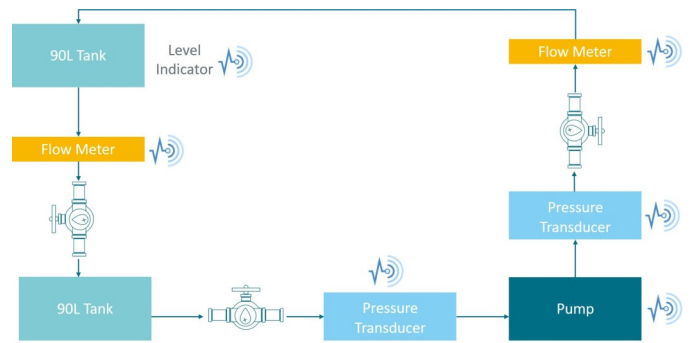 90L Tank
Level
Indicator
Flow Meter
Flow Meter
Pressure
Transducer
90L Tank
Pressure
Transducer
Pump